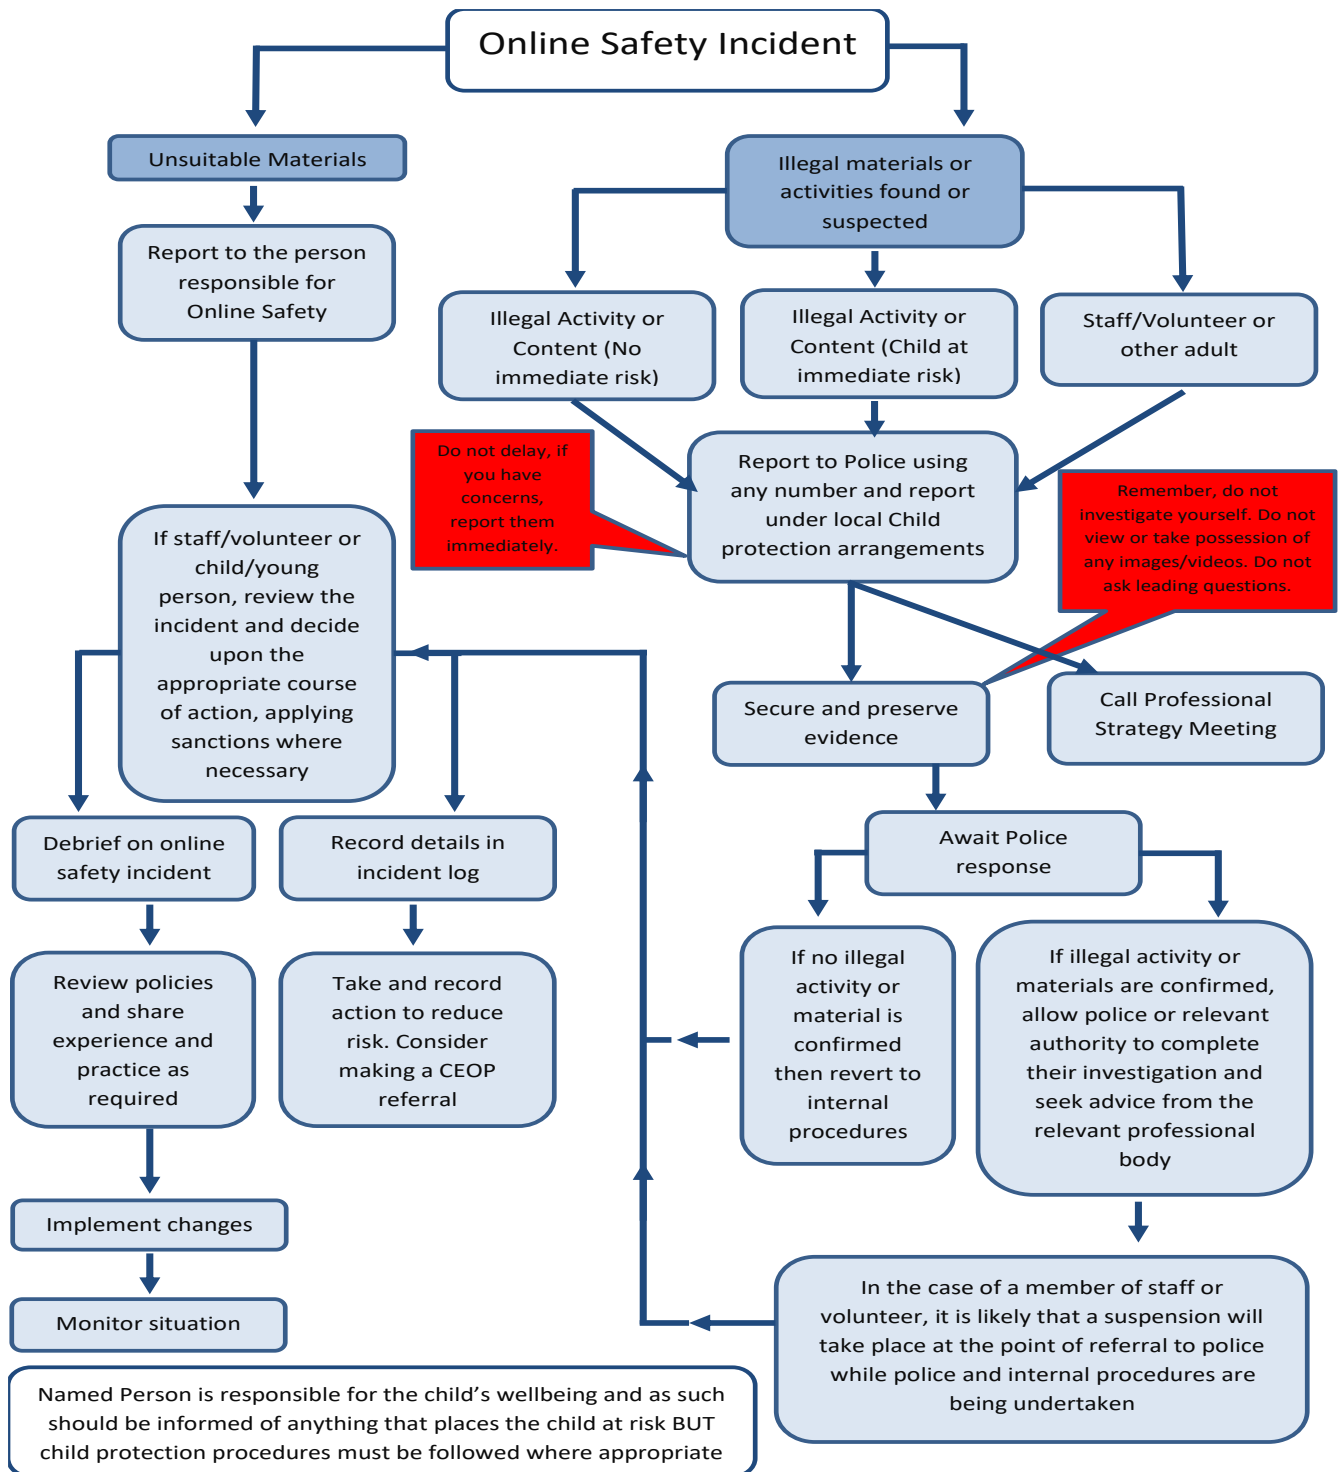 Online Safety Incident
Unsuitable Materials
Illegal materials or
activities found or
suspected
Report to the person
responsible for
Online Safety
Illegal Activity or
Content (No
immediate risk)
Illegal Activity or
Content (Child at
immediate risk)
Staff/Volunteer or
other adult
Do not delay, if
you have
concerns,
report them
immediately.
Report to Police using
any number and report
under local Child
protection arrangements
Remember, do not
investigate yourself. Do not
view or take possession of
any images/videos. Do not
ask leading questions.
If staff/volunteer or
child/young
person, review the
incident and decide
upon the
appropriate course
of action, applying
sanctions where
necessary
Secure and preserve
evidence
Call Professional
Strategy Meeting
Debrief on online
safety incident
Record details in
incident log
Await Police
response
Review policies
and share
experience and
practice as
required
Take and record
action to reduce
risk. Consider
making a CEOP
referral
If no illegal
activity or
material is
confirmed
then revert to
internal
procedures
If illegal activity or
materials are confirmed,
allow police or relevant
authority to complete
their investigation and
seek advice from the
relevant professional
body
Implement changes
Monitor situation
In the case of a member of staff or
volunteer, it is likely that a suspension will
take place at the point of referral to police
while police and internal procedures are
being undertaken
Named Person is responsible for the child’s wellbeing and as such
should be informed of anything that places the child at risk BUT
child protection procedures must be followed where appropriate